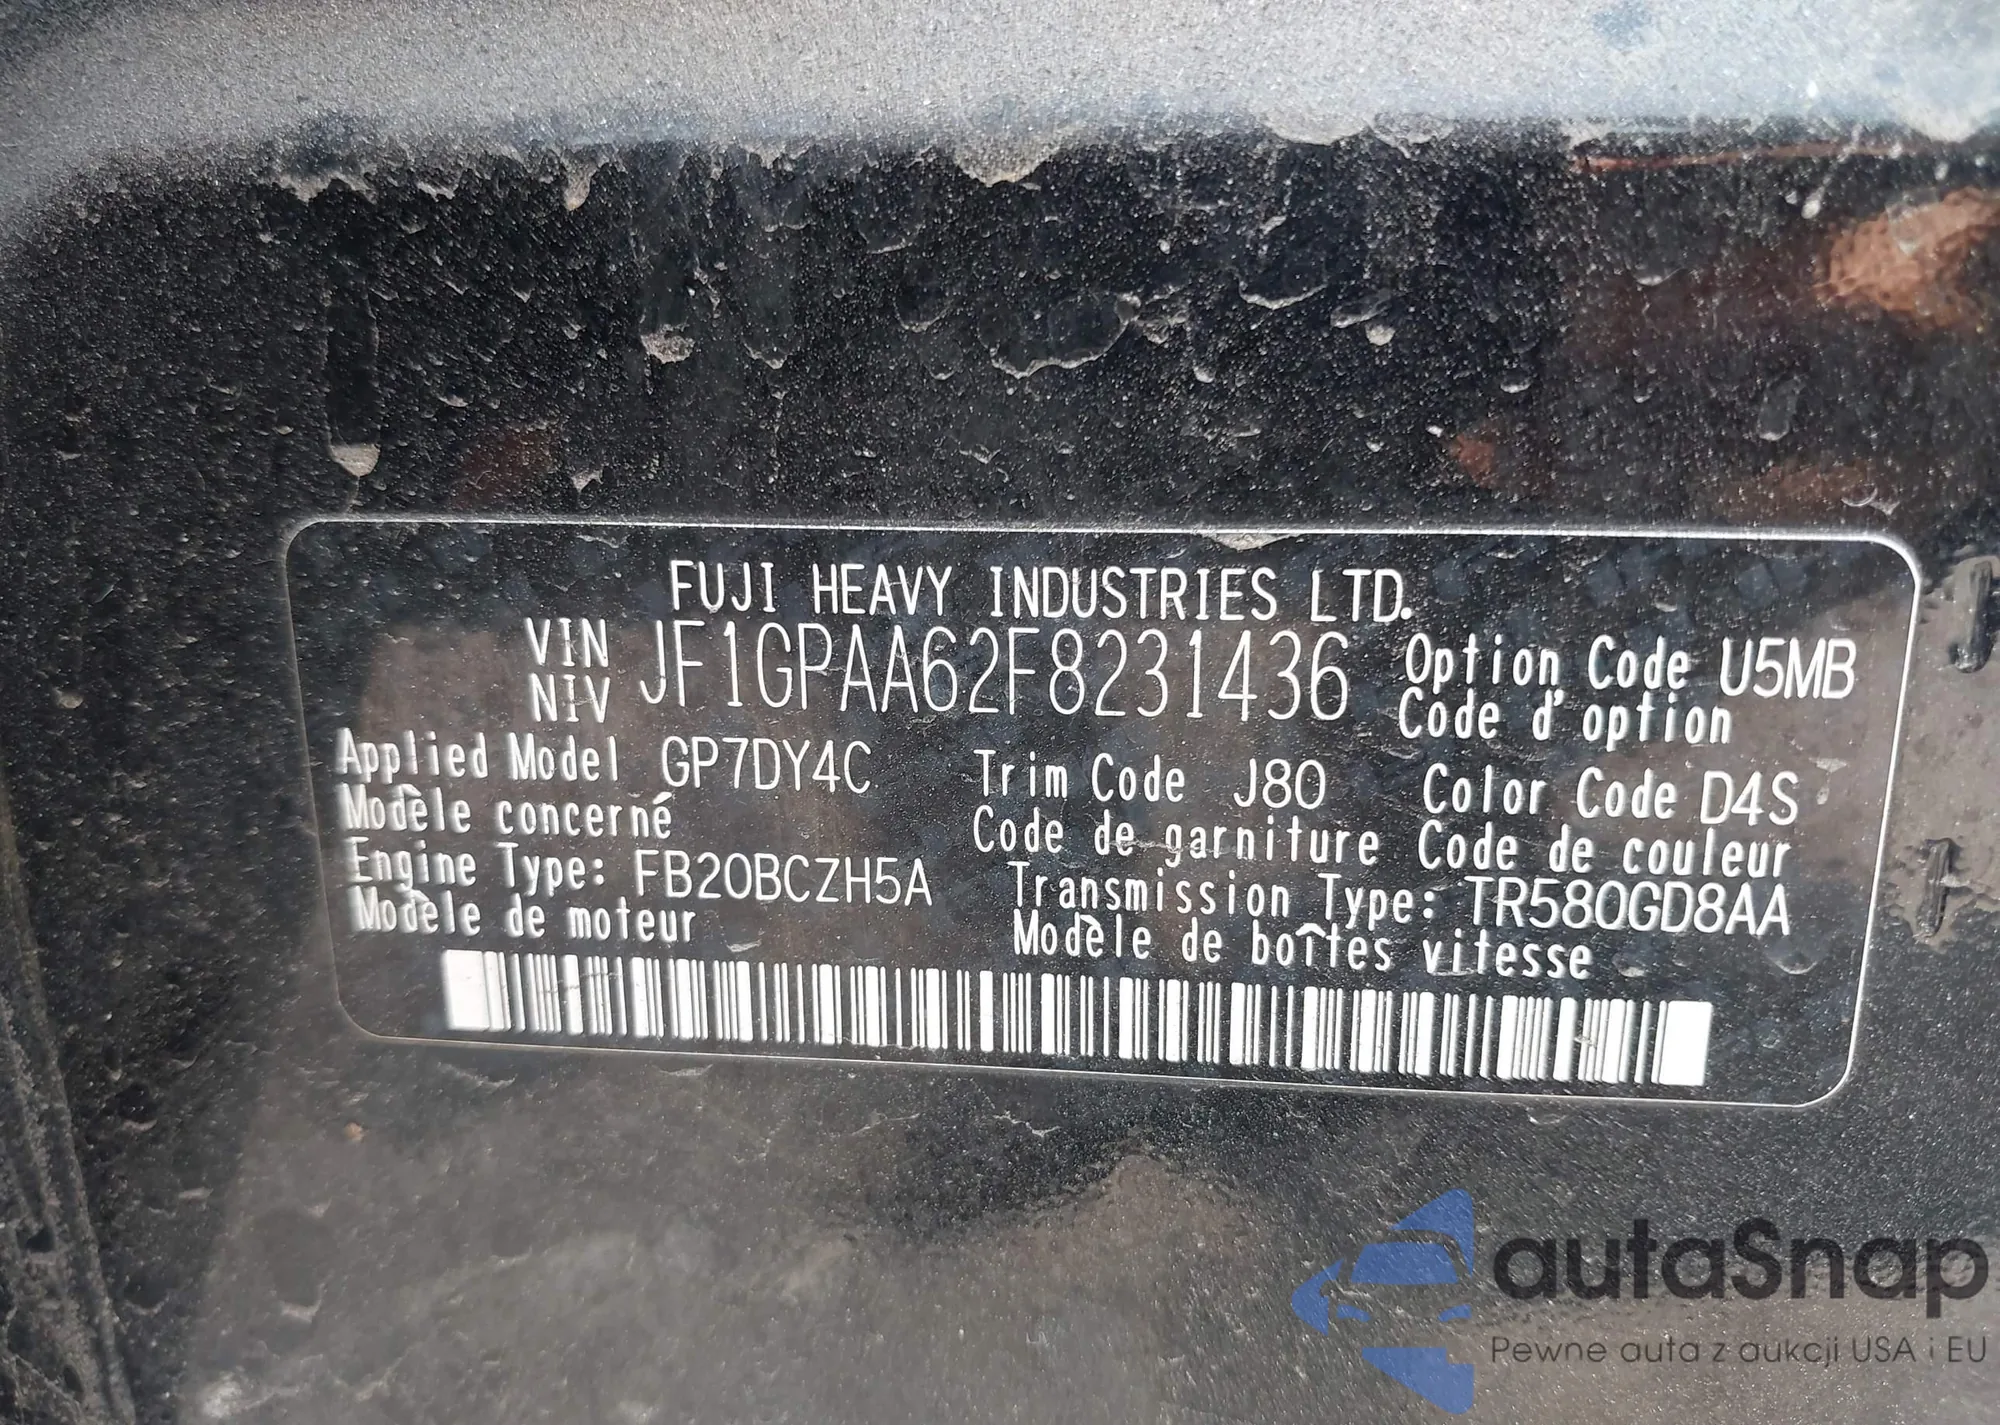 FUJI HEAVY INDUSTRIES LTD.
VIN JF1GPAA62F8231436 Option Code U5MB
NIV Code d'option
Applied Model GP7DY4C Trim Code J80 Color Code D4S
Modèle concerné Code de garniture Code de couleur
Engine Type: FB20BCZH5A Transmission Type: TR580GD8AA
Modèle de moteur Modèle de boîtes vitesse
autaSnap
Pewne auta z aukcji USA i EU